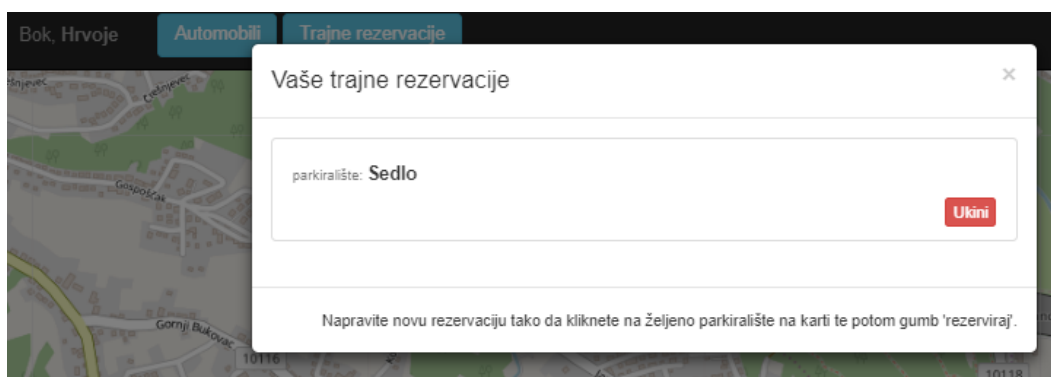 Bok, Hrvoje
Automobili
Trajne rezervacije
Vaše trajne rezervacije
×
parkiralište: Sedlo
Ukini
Napravite novu rezervaciju tako da kliknete na željeno parkiralište na karti te potom gumb 'rezerviraj'.
Gospošćak
Gornji Bukovac
10116
10118